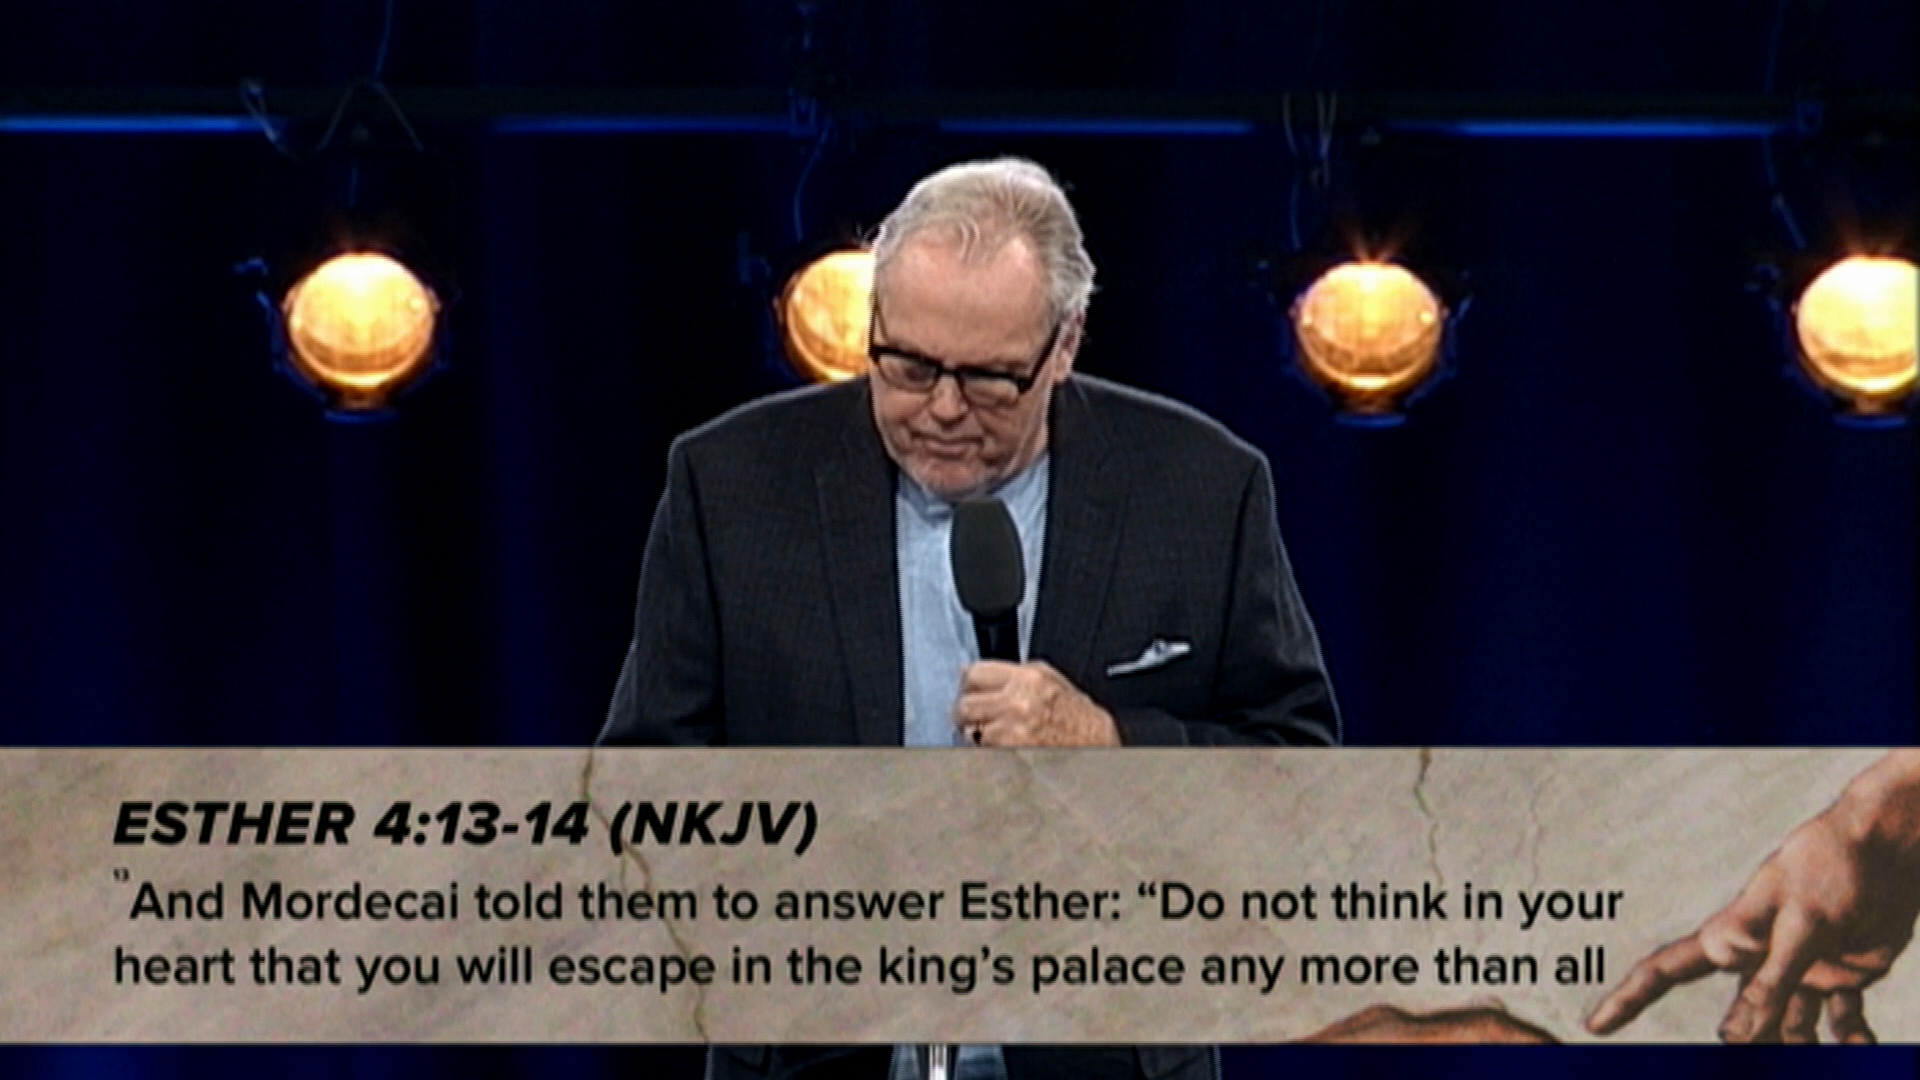 ESTHER 4:13-14 (NKJV)
13And Mordecai told them to answer Esther: “Do not think in your
heart that you will escape in the king’s palace any more than all